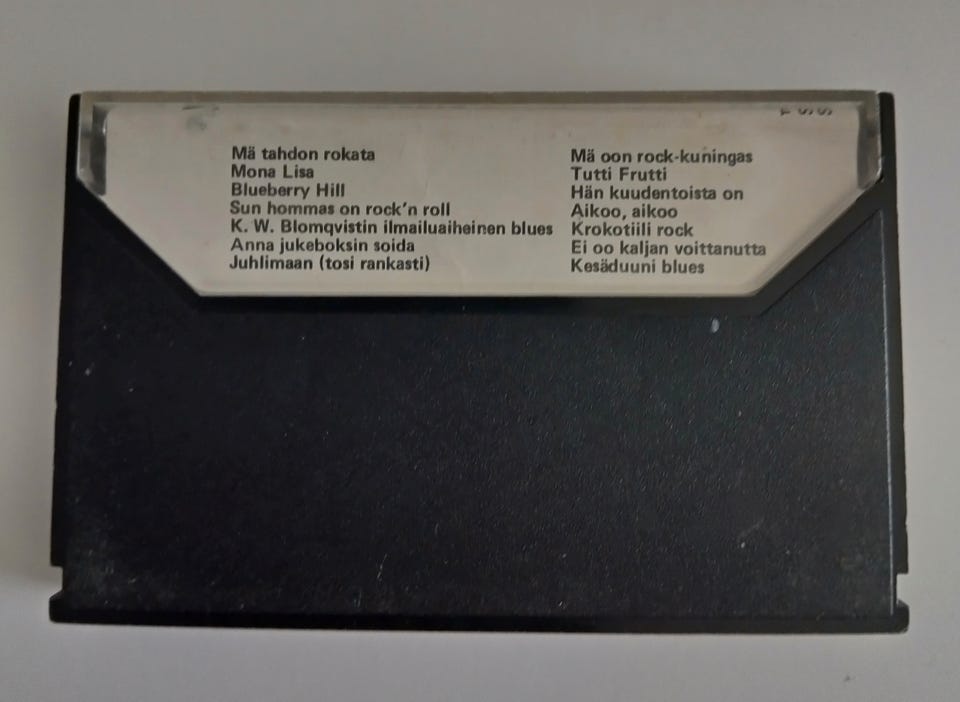 Mä tahdon rokata
Mona Lisa
Blueberry Hill
Sun hommas on rock'n roll
K. W. Blomqvistin ilmailuaiheinen blues
Anna jukeboksin soida
Juhlimaan (tosi rankasti)
Mä oon rock-kuningas
Tutti Frutti
Hän kuudentoista on
Aikoo, aikoo
Krokotiili rock
Ei oo kaljan voittanutta
Kesäduuni blues